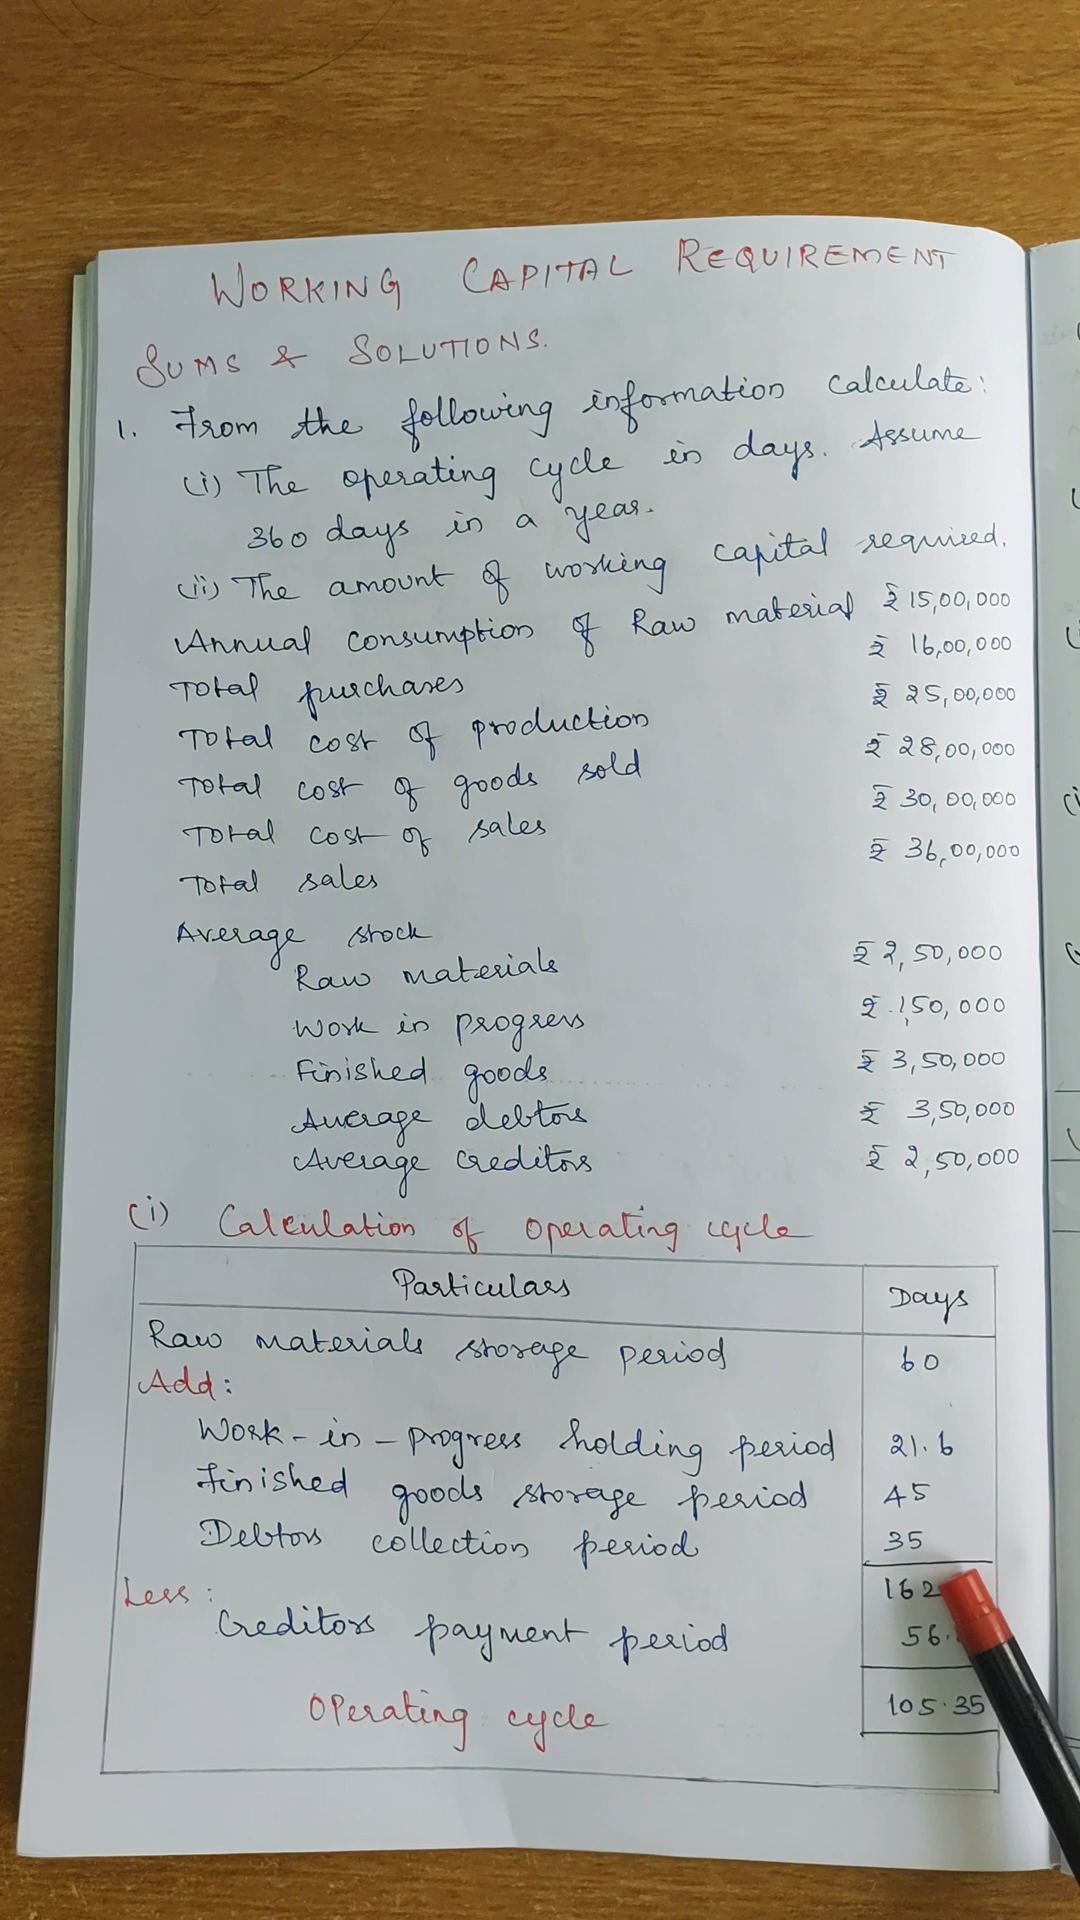 WORKING CAPITAL REQUIREMENT
SUMS & SOLUTIONS.
1. From the following information calculate:
(i) The operating cycle in days. Assume
360 days in a year.
(ii) The amount of working capital required.
Annual consumption of Raw material ₹ 15,00,000
Total purchases ₹ 16,00,000
Total cost of production ₹ 25,00,000
Total cost of goods sold ₹ 28,00,000
Total cost of sales ₹ 30,00,000
Total sales ₹ 36,00,000
Average stock
Raw materials ₹ 2,50,000
Work in progress ₹ 1,50,000
Finished goods ₹ 3,50,000
Average debtors ₹ 3,50,000
Average creditors ₹ 2,50,000
(i) Calculation of operating cycle
Particulars Days
Raw materials storage period 60
Add:
Work-in-progress holding period 21.6
Finished goods storage period 45
Debtors collection period 35
162
Less:
Creditors payment period 56.
Operating cycle 105.35